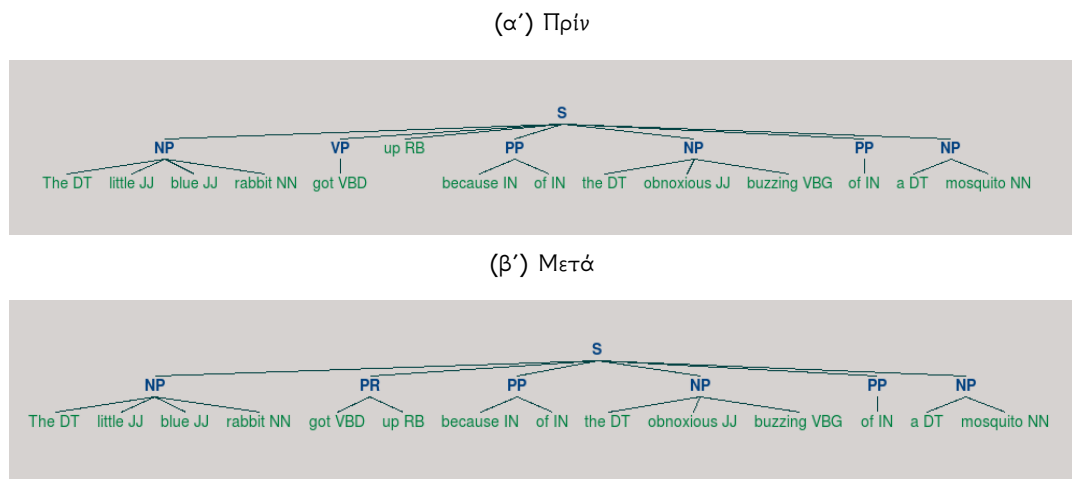 (α´) Πρίν
S
NP VP up RB PP NP PP NP
The DT little JJ blue JJ rabbit NN got VBD because IN of IN the DT obnoxious JJ buzzing VBG of IN a DT mosquito NN
(β´) Μετά
S
NP PR PP NP PP NP
The DT little JJ blue JJ rabbit NN got VBD up RB because IN of IN the DT obnoxious JJ buzzing VBG of IN a DT mosquito NN